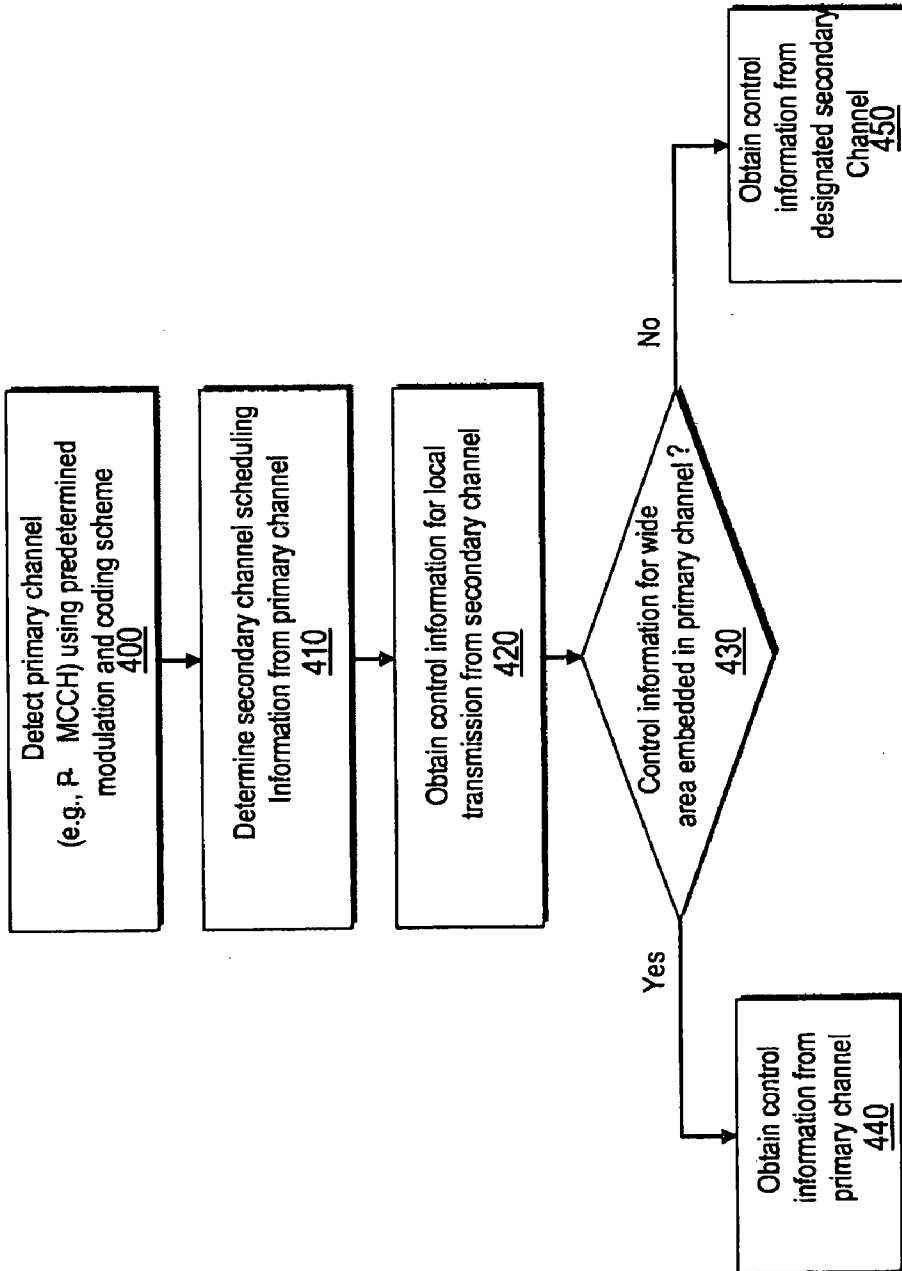 Detect primary channel
(e.g., P- MCCH) using predetermined
modulation and coding scheme
400
Determine secondary channel scheduling
Information from primary channel
410
Obtain control information for local
transmission from secondary channel
420
Control information for wide
area embedded in primary channel ?
430
Yes
No
Obtain control
information from
primary channel
440
Obtain control
information from
designated secondary
Channel
450